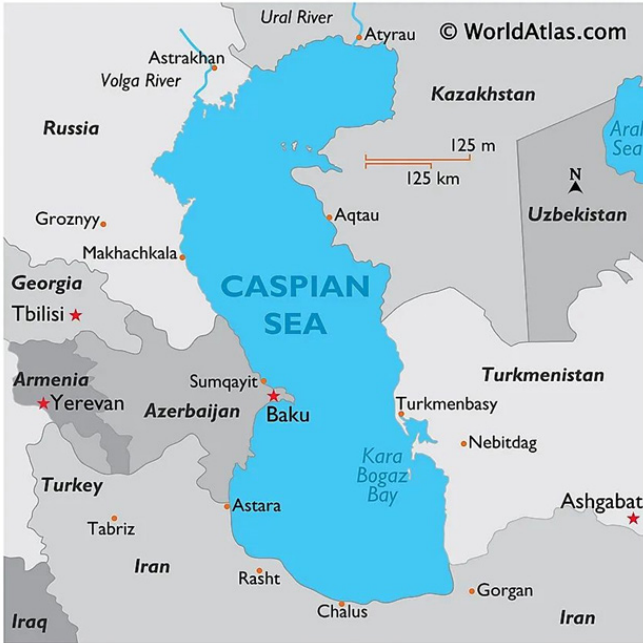 Ural River
© WorldAtlas.com
Atyrau
Astrakhan
Volga River
Kazakhstan
Russia
Aral
Sea
125 m
125 km
N
Uzbekistan
Groznyy
Aqtau
Makhachkala
Georgia
Tbilisi
CASPIAN
SEA
Armenia
Yerevan
Sumqayit
Azerbaijan
Baku
Turkmenistan
Turkmenbasy
Nebitdag
Kara
Bogaz
Bay
Turkey
Ashgabat
Astara
Tabriz
Iran
Rasht
Chalus
Gorgan
Iraq
Iran